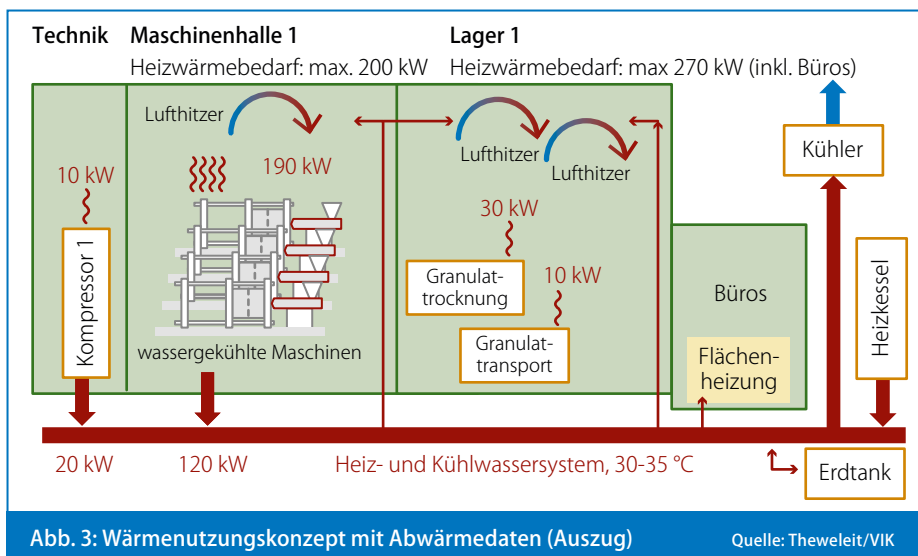 Technik
Maschinenhalle 1
Heizwärmebedarf: max. 200 kW
Lager 1
Heizwärmebedarf: max 270 kW (inkl. Büros)
Lufthitzer
10 kW
190 kW
Kompressor 1
wassergekühlte Maschinen
Lufthitzer
Lufthitzer
30 kW
Granulat-
trocknung
10 kW
Granulat-
transport
Büros
Flächen-
heizung
Kühler
Heizkessel
20 kW
120 kW
Heiz- und Kühlwassersystem, 30-35 °C
Erdtank
Abb. 3: Wärmenutzungskonzept mit Abwärmedaten (Auszug)
Quelle: Theweleit/VIK